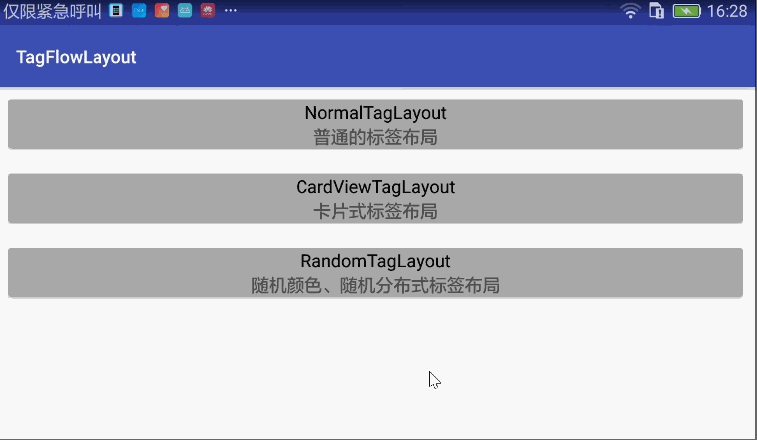 仅限紧急呼叫 ··· 16:28
TagFlowLayout
NormalTagLayout
普通的标签布局
CardViewTagLayout
卡片式标签布局
RandomTagLayout
随机颜色、随机分布式标签布局